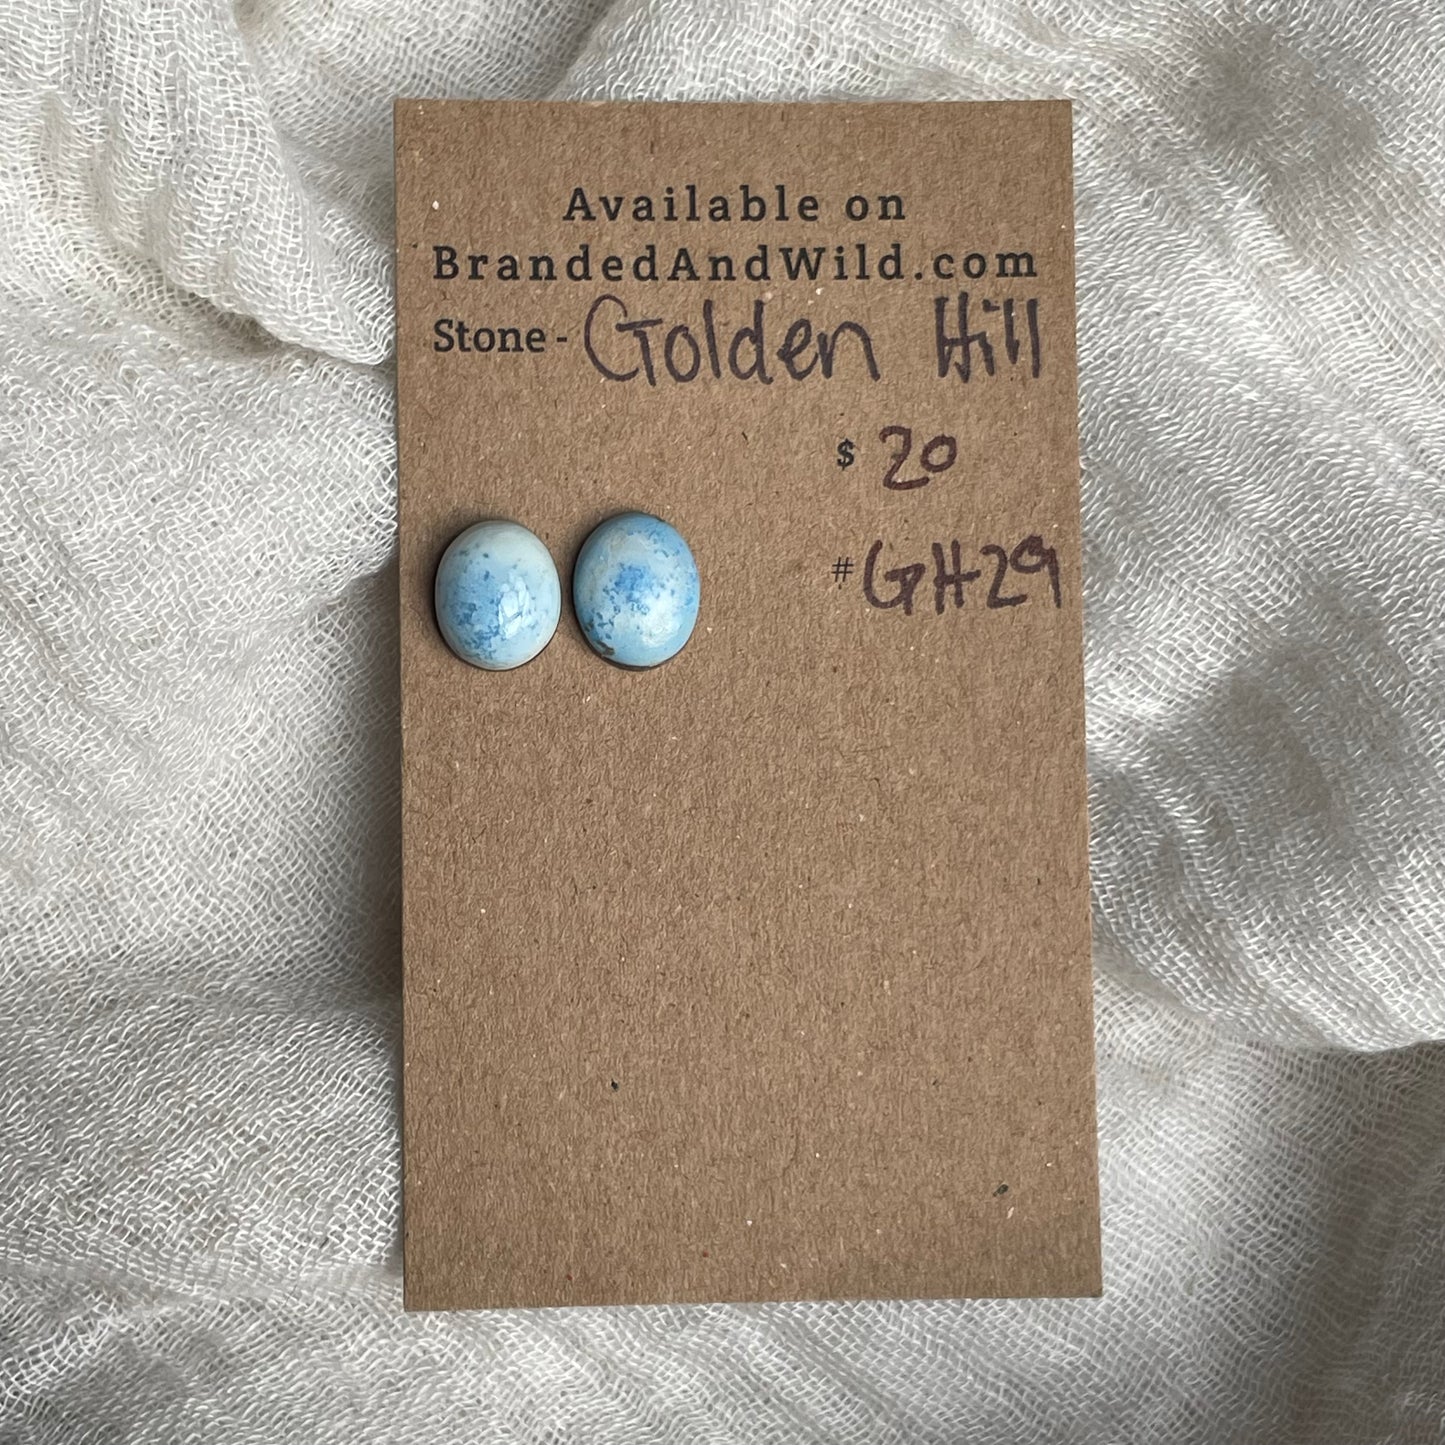 Available on
BrandedAndWild.com
Stone - Golden Hill
$ 20
# GH29